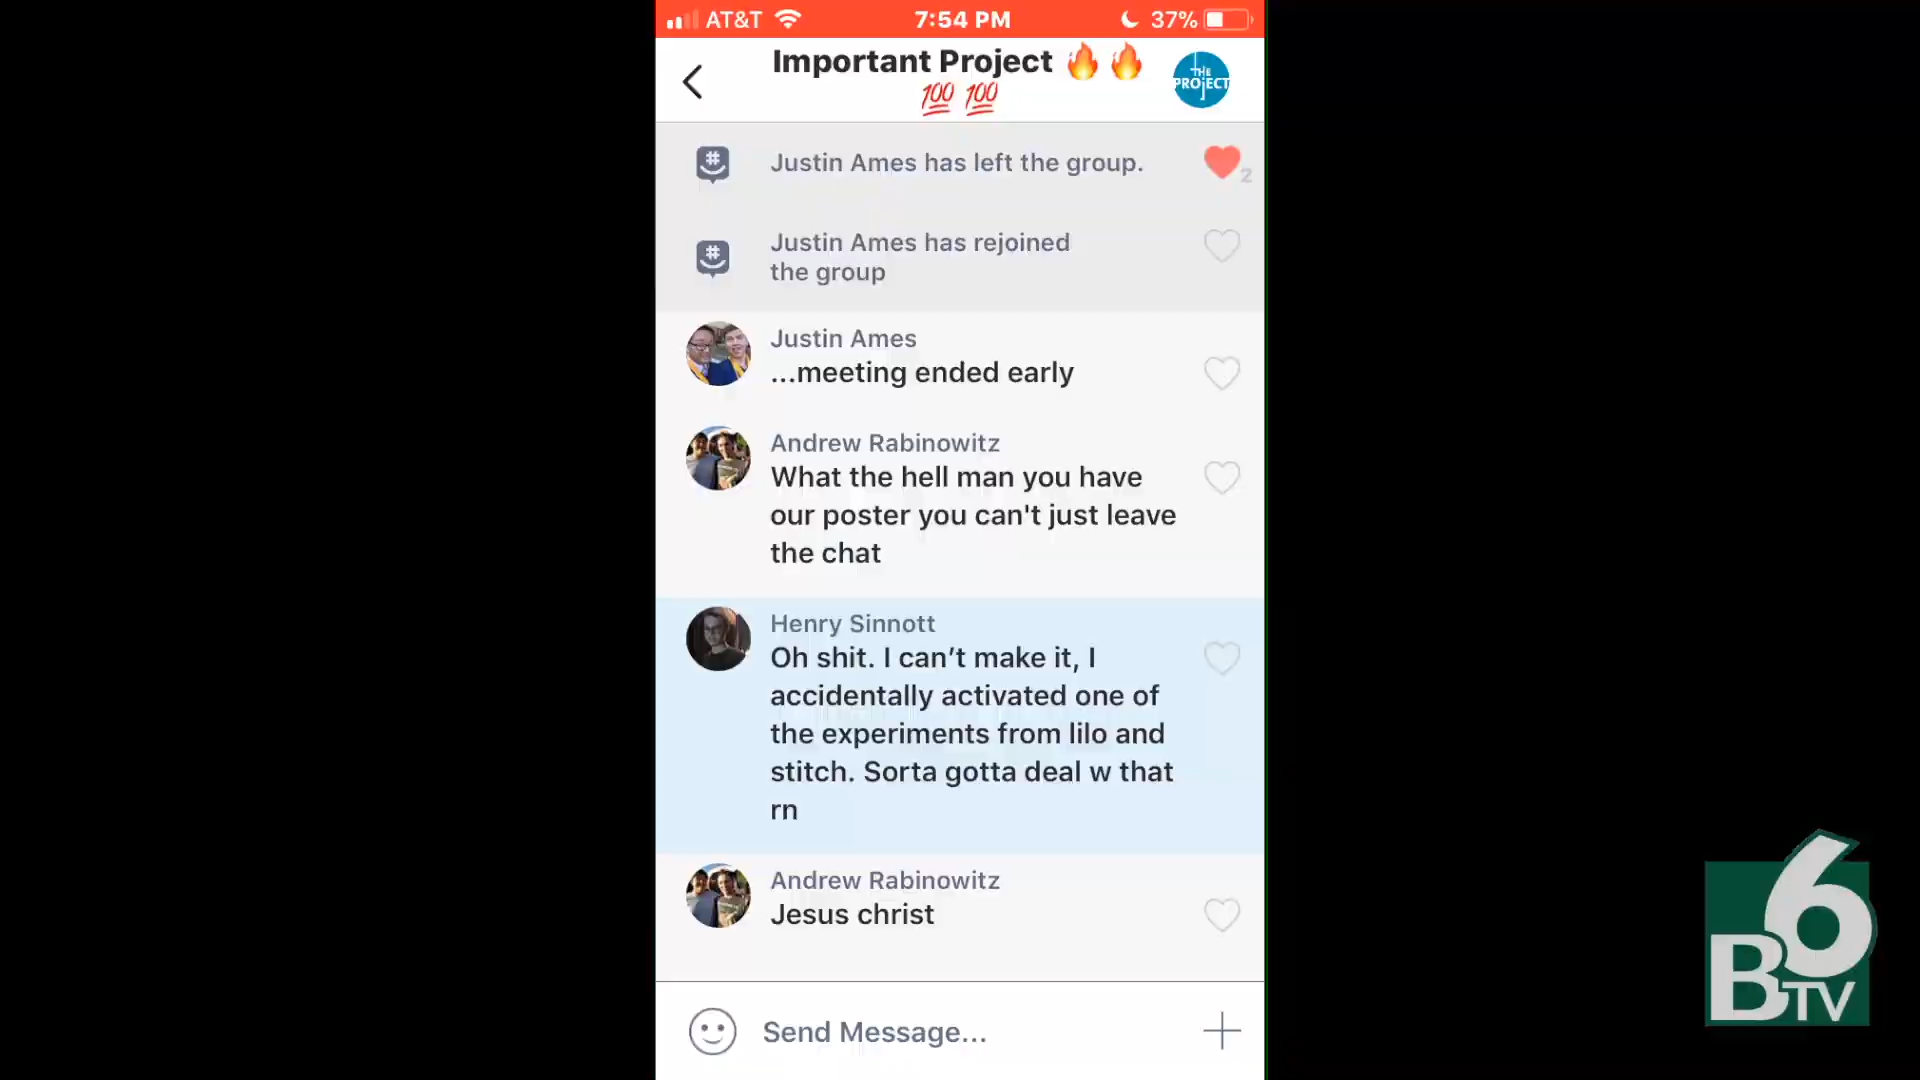 AT&T 7:54 PM 37%
Important Project 🔥 🔥
💯 💯
THE
PROJECT
Justin Ames has left the group.
2
Justin Ames has rejoined
the group
Justin Ames
...meeting ended early
Andrew Rabinowitz
What the hell man you have
our poster you can't just leave
the chat
Henry Sinnott
Oh shit. I can’t make it, I
accidentally activated one of
the experiments from lilo and
stitch. Sorta gotta deal w that
rn
Andrew Rabinowitz
Jesus christ
Send Message...
B6
TV